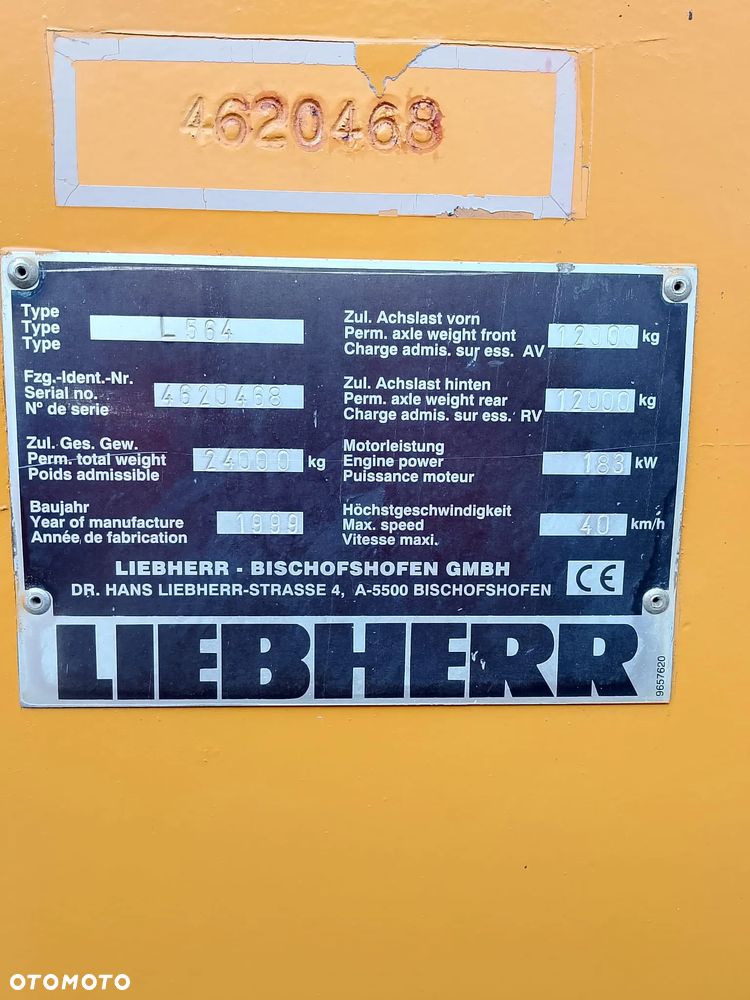 4620468
Type
Type
Type
L 564
Fzg.-Ident.-Nr.
Serial no.
N° de serie
4620468
Zul. Ges. Gew.
Perm. total weight
Poids admissible
24000 kg
Baujahr
Year of manufacture
Année de fabrication
1999
Zul. Achslast vorn
Perm. axle weight front
Charge admis. sur ess. AV
12000 kg
Zul. Achslast hinten
Perm. axle weight rear
Charge admis. sur ess. RV
12000 kg
Motorleistung
Engine power
Puissance moteur
183 kW
Höchstgeschwindigkeit
Max. speed
Vitesse maxi.
40 km/h
LIEBHERR - BISCHOFSHOFEN GMBH
DR. HANS LIEBHERR-STRASSE 4, A-5500 BISCHOFSHOFEN
CE
LIEBHERR
9657620
OTOMOTO